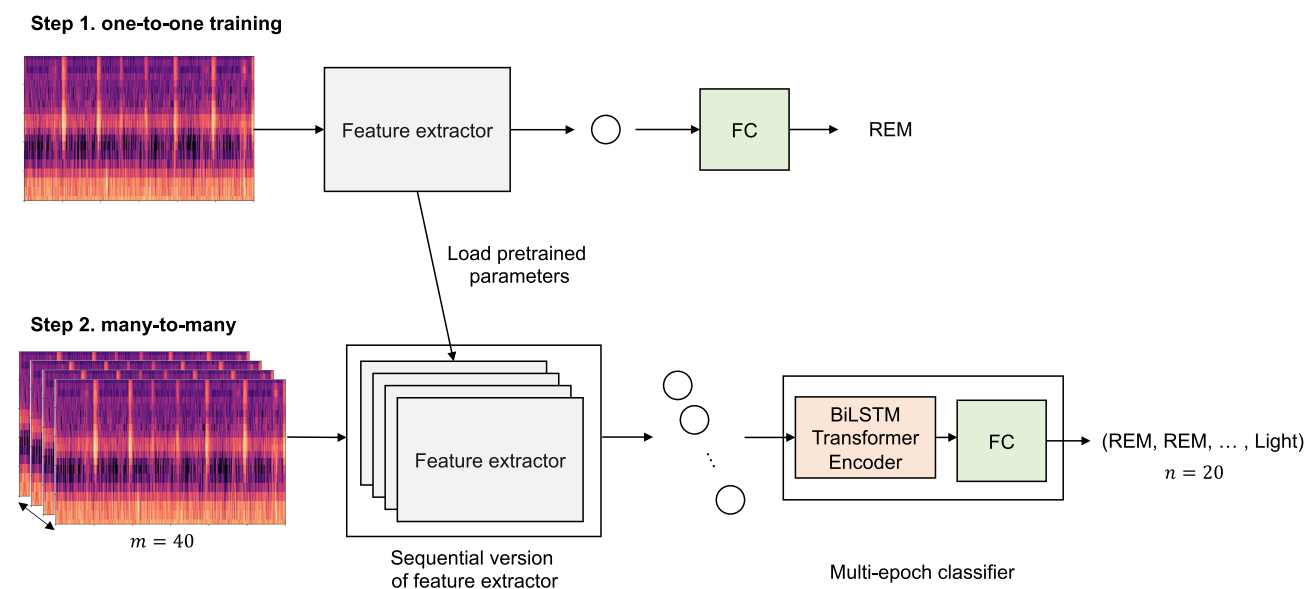 Step 1. one-to-one training
Feature extractor
FC
REM
Load pretrained
parameters
Step 2. many-to-many
Feature extractor
BiLSTM
Transformer
Encoder
FC
(REM, REM, … , Light)
n = 20
m = 40
Sequential version
of feature extractor
Multi-epoch classifier